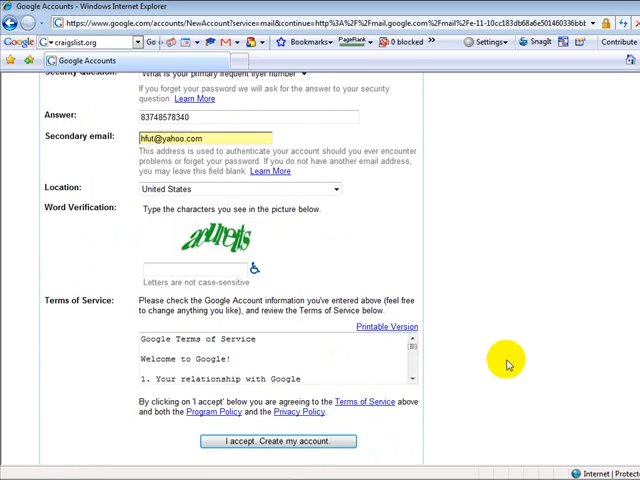 Google Accounts - Windows Internet Explorer
https://www.google.com/accounts/NewAccount?service=mail&continue=http%3A%2F%2Fmail.google.com%2Fmail%2Fe-11-10cc183d1b68a6e501460336bbb
Google craigslist.org Go Bookmarks PageRank 0 blocked Settings SnagIt Contribute
Google Accounts
Security Question: What is your primary frequent flyer number
If you forget your password we will ask for the answer to your security
question. Learn More
Answer: 83748578340
Secondary email: hfut@yahoo.com
This address is used to authenticate your account should you ever encounter
problems or forget your password. If you do not have another email address,
you may leave this field blank. Learn More
Location: United States
Word Verification: Type the characters you see in the picture below.
Letters are not case-sensitive
Terms of Service: Please check the Google Account information you've entered above (feel free
to change anything you like), and review the Terms of Service below.
Printable Version
Google Terms of Service
Welcome to Google!
1. Your relationship with Google
By clicking on 'I accept' below you are agreeing to the Terms of Service above
and both the Program Policy and the Privacy Policy.
I accept. Create my account.
Internet | Protecte